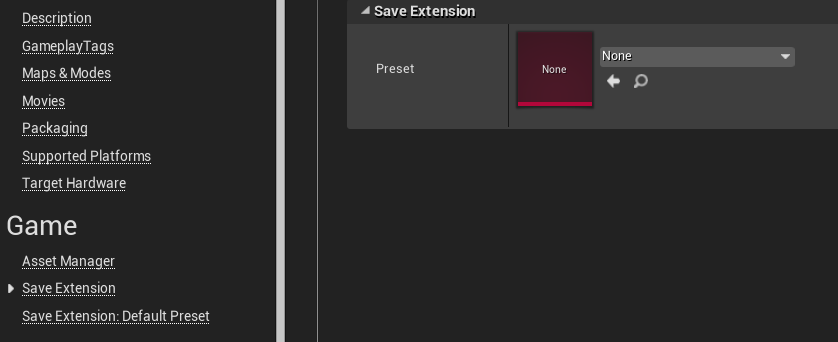 Description
GameplayTags
Maps & Modes
Movies
Packaging
Supported Platforms
Target Hardware
Game
Asset Manager
Save Extension
Save Extension: Default Preset
Save Extension
Preset
None
None